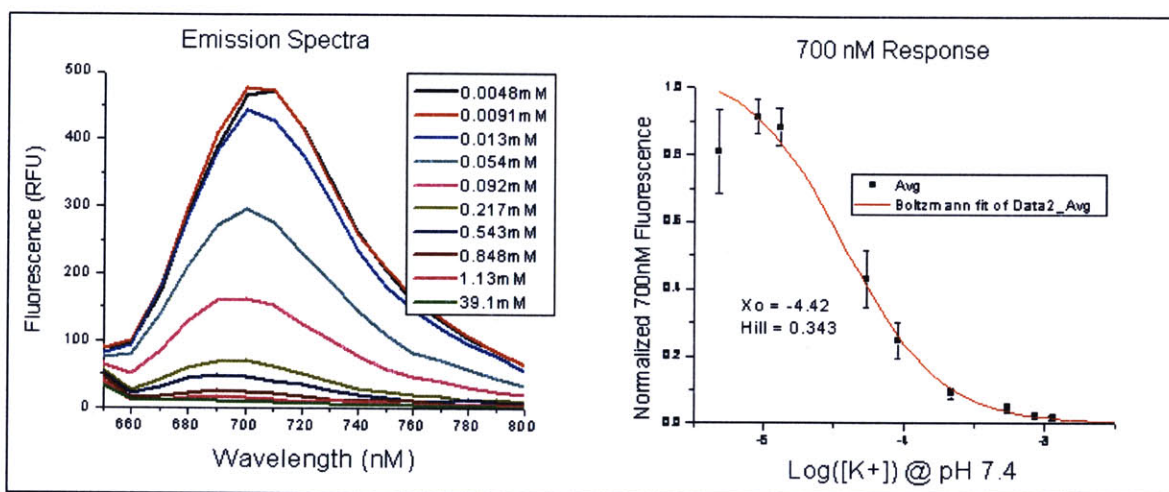 Emission Spectra
500
400
300
200
100
0
660
680
700
720
740
760
780
800
Fluorescence (RFU)
Wavelength (nM)
0.0048mM
0.0091mM
0.013mM
0.054mM
0.092mM
0.217mM
0.543mM
0.848mM
1.13mM
39.1mM
700 nM Response
1.0
0.8
0.6
0.4
0.2
0.0
-5
-4
-3
Normalized 700nM Fluorescence
Log([K+]) @ pH 7.4
Avg
Boltzmann fit of Data2_Avg
Xo = -4.42
Hill = 0.343